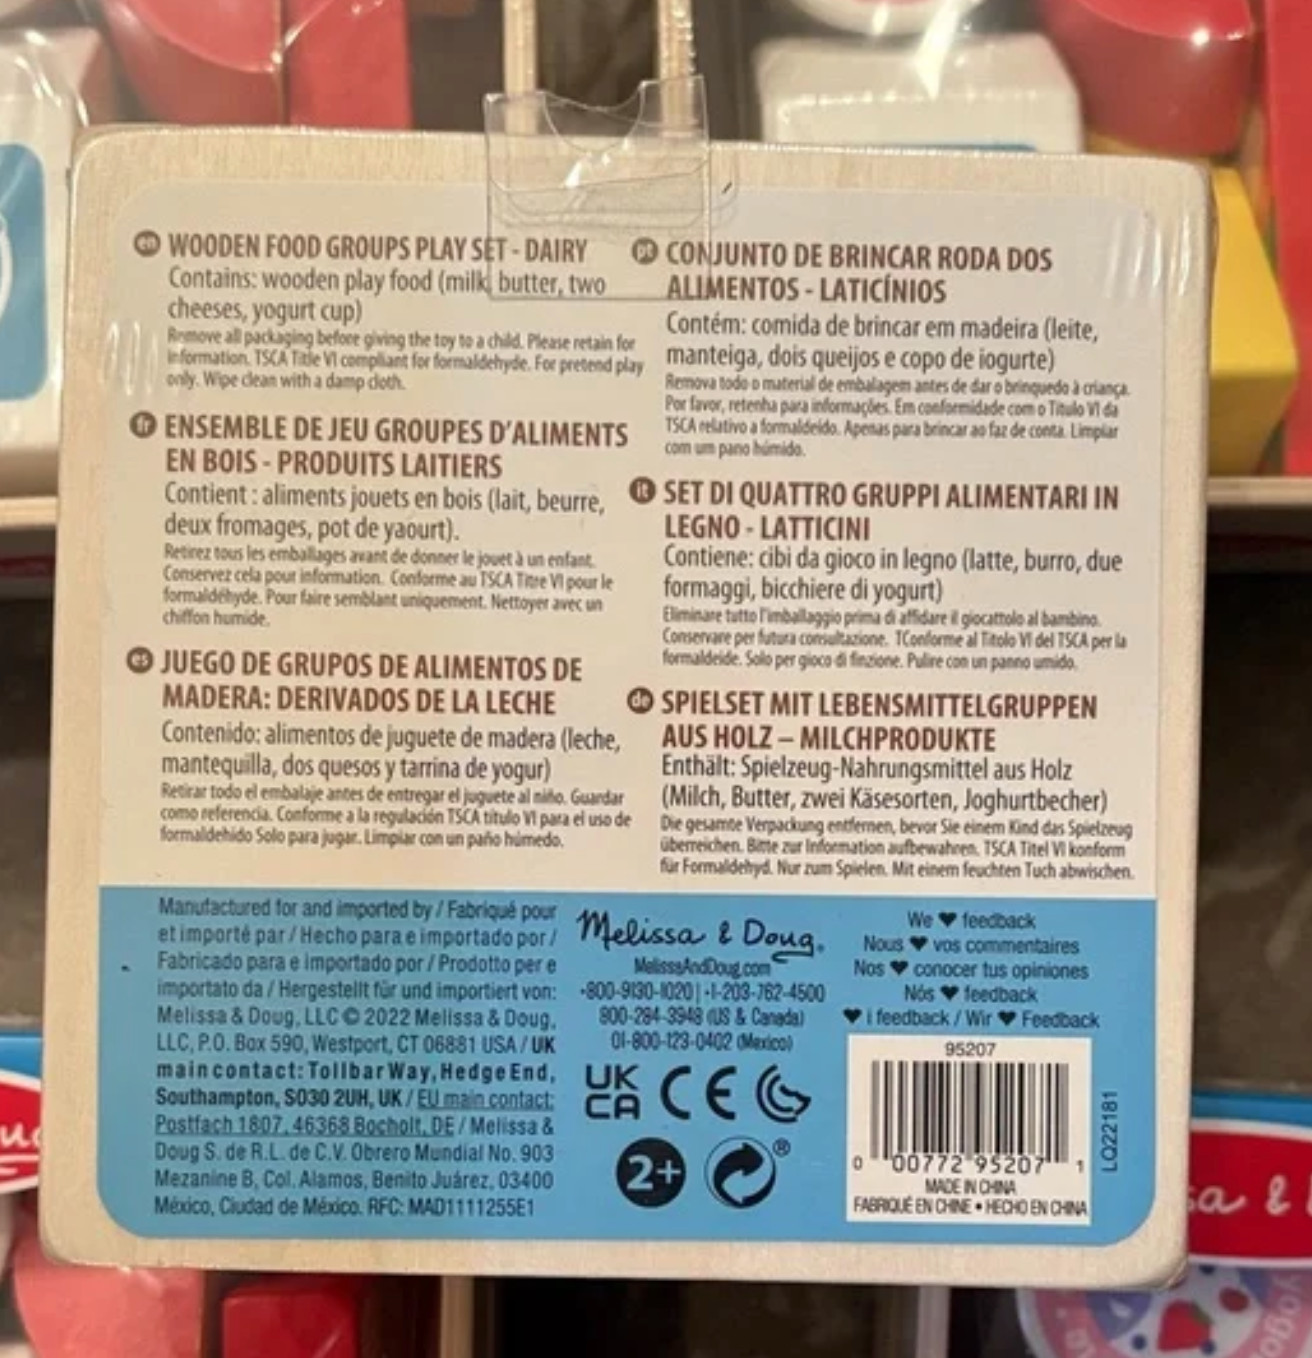 en WOODEN FOOD GROUPS PLAY SET - DAIRY
Contains: wooden play food (milk, butter, two
cheeses, yogurt cup)
Remove all packaging before giving the toy to a child. Please retain for
information. TSCA Title VI compliant for formaldehyde. For pretend play
only. Wipe clean with a damp cloth.
fr ENSEMBLE DE JEU GROUPES D'ALIMENTS
EN BOIS - PRODUITS LAITIERS
Contient : aliments jouets en bois (lait, beurre,
deux fromages, pot de yaourt).
Retirez tous les emballages avant de donner le jouet à un enfant.
Conservez cela pour information. Conforme au TSCA Titre VI pour le
formaldéhyde. Pour faire semblant uniquement. Nettoyer avec un
chiffon humide.
es JUEGO DE GRUPOS DE ALIMENTOS DE
MADERA: DERIVADOS DE LA LECHE
Contenido: alimentos de juguete de madera (leche,
mantequilla, dos quesos y tarrina de yogur)
Retirar todo el embalaje antes de entregar el juguete al niño. Guardar
como referencia. Conforme a la regulación TSCA título VI para el uso de
formaldehido Solo para jugar. Limpiar con un paño húmedo.
pt CONJUNTO DE BRINCAR RODA DOS
ALIMENTOS - LATICÍNIOS
Contém: comida de brincar em madeira (leite,
manteiga, dois queijos e copo de iogurte)
Remova todo o material de embalagem antes de dar o brinquedo à criança.
Por favor, retenha para informações. Em conformidade com o Título VI da
TSCA relativo a formaldeído. Apenas para brincar ao faz de conta. Limpiar
com um pano húmido.
it SET DI QUATTRO GRUPPI ALIMENTARI IN
LEGNO - LATTICINI
Contiene: cibi da gioco in legno (latte, burro, due
formaggi, bicchiere di yogurt)
Eliminare tutto l'imballaggio prima di affidare il giocattolo al bambino.
Conservare per futura consultazione. TConforme al Titolo VI del TSCA per la
formaldeide. Solo per gioco di finzione. Pulire con un panno umido.
de SPIELSET MIT LEBENSMITTELGRUPPEN
AUS HOLZ – MILCHPRODUKTE
Enthält: Spielzeug-Nahrungsmittel aus Holz
(Milch, Butter, zwei Käsesorten, Joghurtbecher)
Die gesamte Verpackung entfernen, bevor Sie einem Kind das Spielzeug
überreichen. Bitte zur Information aufbewahren. TSCA Titel VI konform
für Formaldehyd. Nur zum Spielen. Mit einem feuchten Tuch abwischen.
Manufactured for and imported by / Fabriqué pour
et importé par / Hecho para e importado por /
Fabricado para e importado por / Prodotto per e
importato da / Hergestellt für und importiert von:
Melissa & Doug, LLC © 2022 Melissa & Doug,
LLC, P.O. Box 590, Westport, CT 06881 USA / UK
main contact: Tollbar Way, Hedge End,
Southampton, SO30 2UH, UK / EU main contact:
Postfach 1807, 46368 Bocholt, DE / Melissa &
Doug S. de R.L. de C.V. Obrero Mundial No. 903
Mezanine B, Col. Alamos, Benito Juárez, 03400
México, Ciudad de México. RFC: MAD1111255E1
Melissa & Doug®
MelissaAndDoug.com
+800-9130-1020 | +1-203-762-4500
800-284-3948 (US & Canada)
01-800-123-0402 (Mexico)
UK
CA CE
2+ ®
We ♥ feedback
Nous ♥ vos commentaires
Nos ♥ conocer tus opiniones
Nós ♥ feedback
♥ i feedback / Wir ♥ Feedback
95207
0 00772 95207 1
MADE IN CHINA
FABRIQUÉ EN CHINE • HECHO EN CHINA
LQ22181
sa &